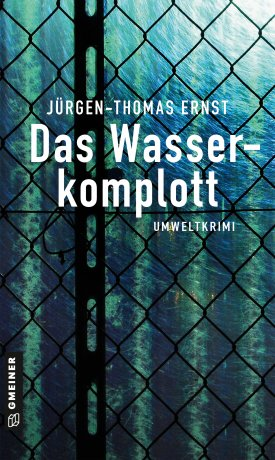 JÜRGEN-THOMAS ERNST
Das Wasser-
komplott
UMWELTKRIMI
GMEINER